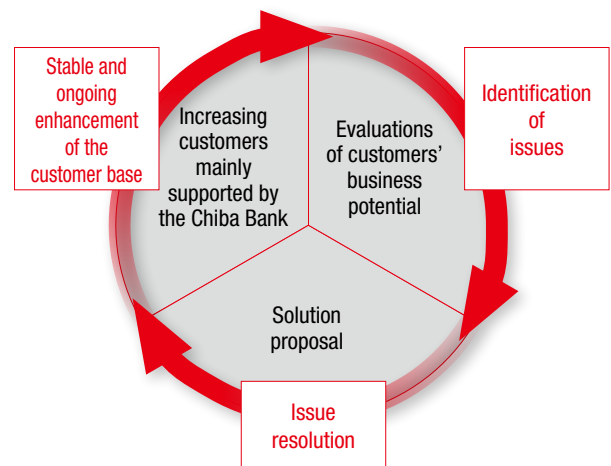 Stable and
ongoing
enhancement
of the
customer base
Increasing
customers
mainly
supported by
the Chiba Bank
Evaluations
of customers’
business
potential
Identification
of
issues
Solution
proposal
Issue
resolution